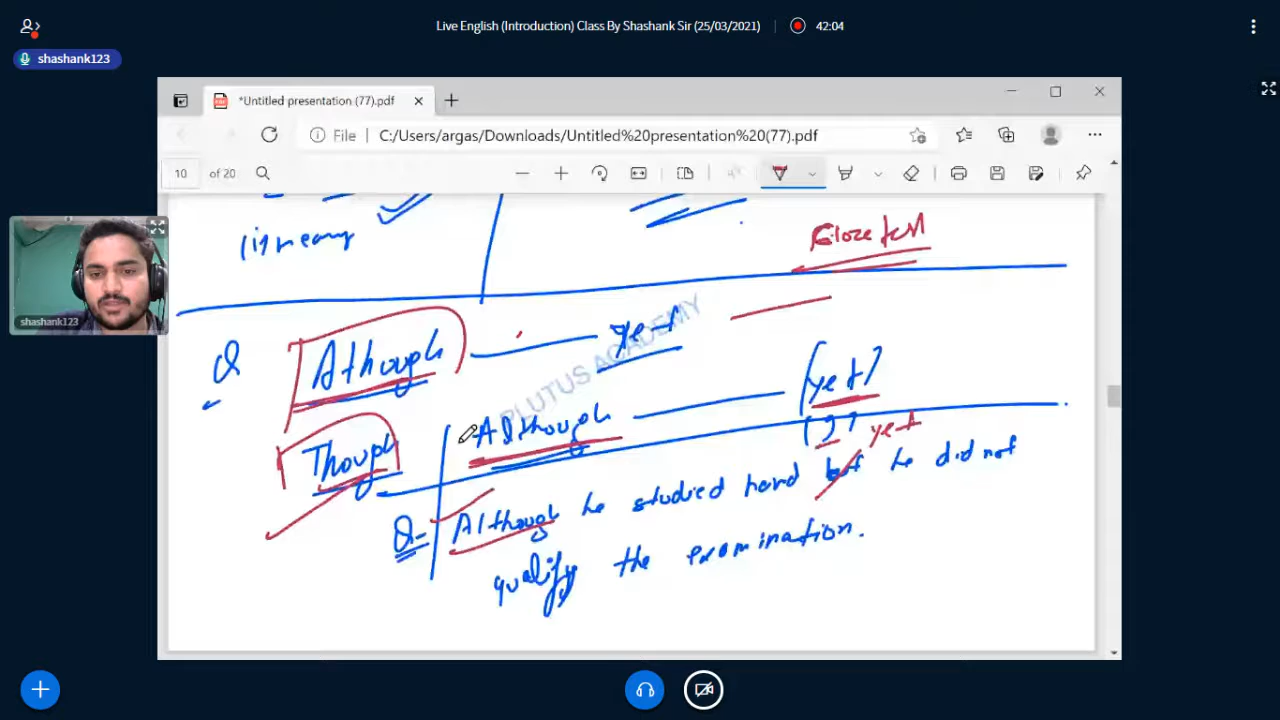 Live English (Introduction) Class By Shashank Sir (25/03/2021)
42:04
shashank123
*Untitled presentation (77).pdf
File
C:/Users/argas/Downloads/Untitled%20presentation%20(77).pdf
10 of 20
shashank123
Although yet
PLUTUS ACADEMY
Though Although (yet)
(,) yet
Q- Although he studied hard but he did not
qualify the examination.